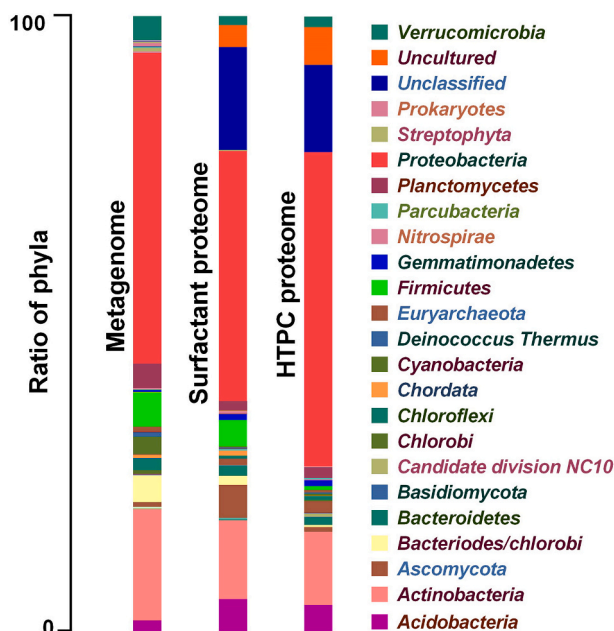 100
Ratio of phyla
0
Metagenome
Surfactant proteome
HTPC proteome
Verrucomicrobia
Uncultured
Unclassified
Prokaryotes
Streptophyta
Proteobacteria
Planctomycetes
Parcubacteria
Nitrospirae
Gemmatimonadetes
Firmicutes
Euryarchaeota
Deinococcus Thermus
Cyanobacteria
Chordata
Chloroflexi
Chlorobi
Candidate division NC10
Basidiomycota
Bacteroidetes
Bacteriodes/chlorobi
Ascomycota
Actinobacteria
Acidobacteria